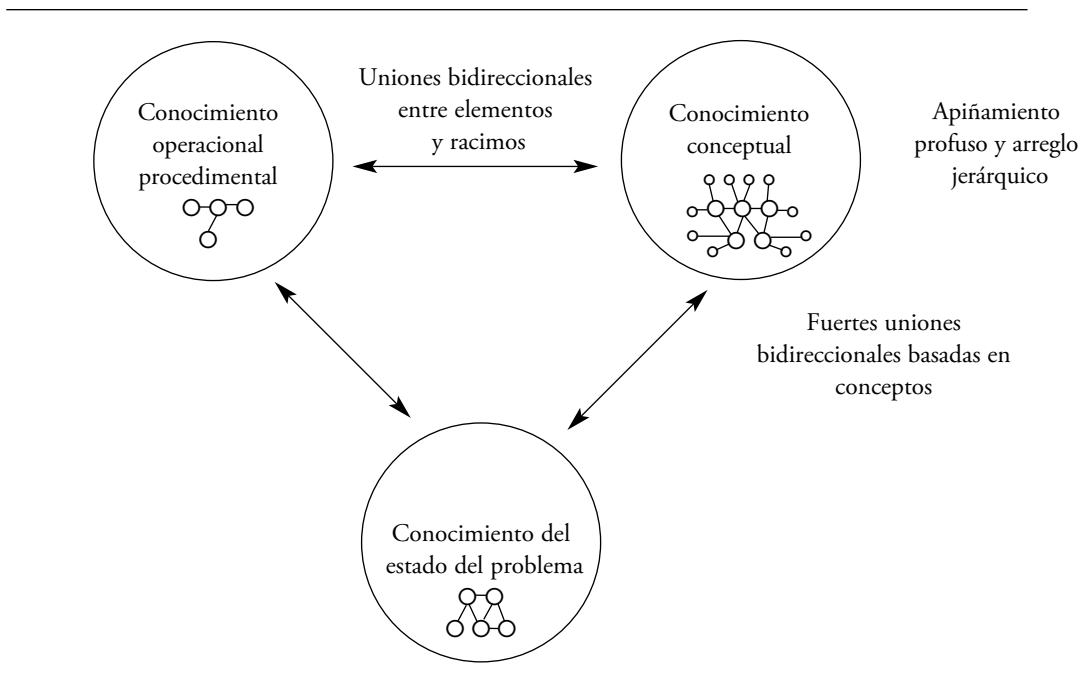 Conocimiento
operacional
procedimental
Uniones bidireccionales
entre elementos
y racimos
Conocimiento
conceptual
Apiñamiento
profuso y arreglo
jerárquico
Fuertes uniones
bidireccionales basadas en
conceptos
Conocimiento del
estado del problema